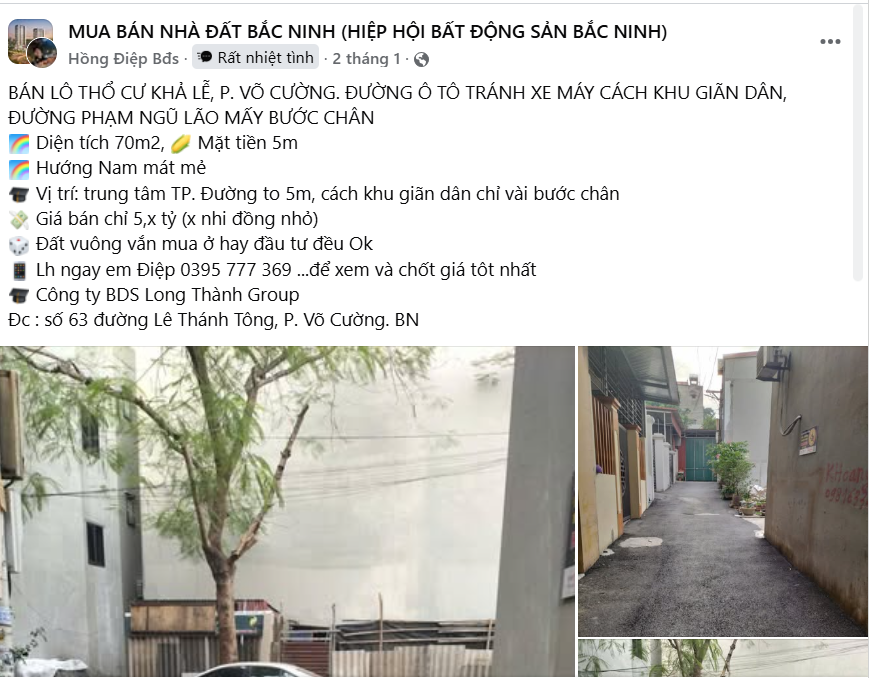 MUA BÁN NHÀ ĐẤT BẮC NINH (HIỆP HỘI BẤT ĐỘNG SẢN BẮC NINH)
Hồng Điệp Bđs · Rất nhiệt tình · 2 tháng 1 ·
BÁN LÔ THỔ CƯ KHẢ LỄ, P. VÕ CƯỜNG. ĐƯỜNG Ô TÔ TRÁNH XE MÁY CÁCH KHU GIÃN DÂN,
ĐƯỜNG PHẠM NGŨ LÃO MẤY BƯỚC CHÂN
🌈 Diện tích 70m2, 🌽 Mặt tiền 5m
🌈 Hướng Nam mát mẻ
🎓 Vị trí: trung tâm TP. Đường to 5m, cách khu giãn dân chỉ vài bước chân
💸 Giá bán chỉ 5,x tỷ (x nhi đồng nhỏ)
🎲 Đất vuông vắn mua ở hay đầu tư đều Ok
📱 Lh ngay em Điệp 0395 777 369 ...để xem và chốt giá tôt nhất
🎓 Công ty BDS Long Thành Group
Đc : số 63 đường Lê Thánh Tông, P. Võ Cường. BN